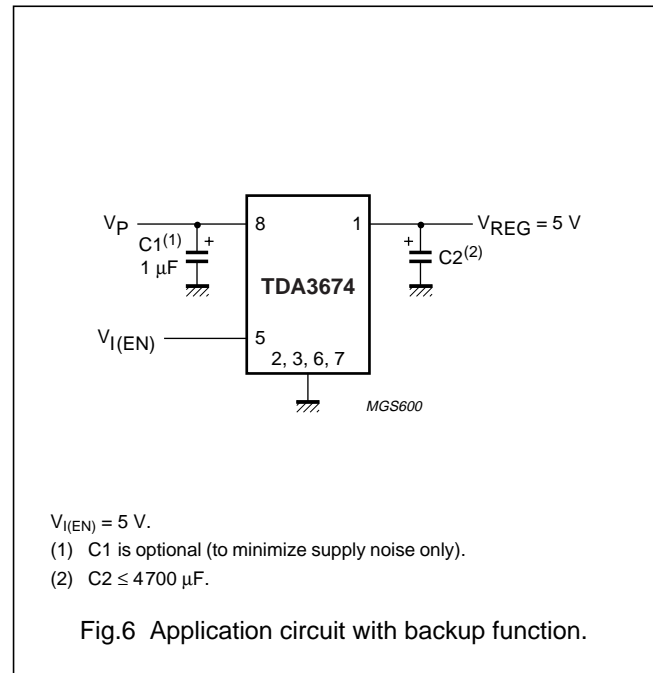 V_P
8
1
V_REG = 5 V
C1(1)
+
1 μF
+
C2(2)
TDA3674
V_I(EN)
5
2, 3, 6, 7
MGS600
V_I(EN) = 5 V.
(1) C1 is optional (to minimize supply noise only).
(2) C2 ≤ 4700 μF.
Fig.6 Application circuit with backup function.